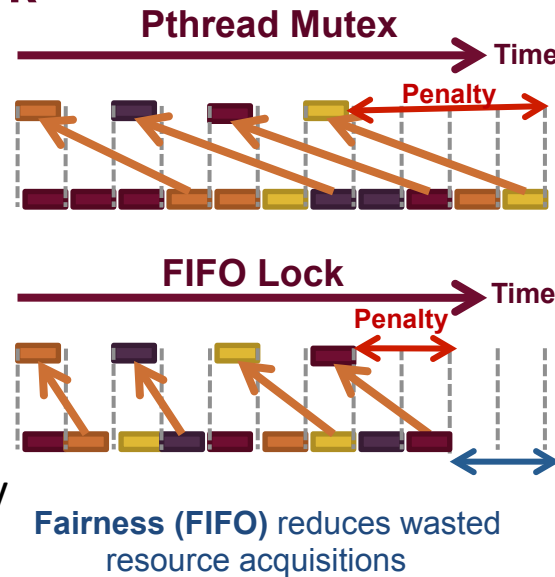 Pthread Mutex
Time
Penalty
FIFO Lock
Time
Penalty
Fairness (FIFO) reduces wasted
resource acquisitions